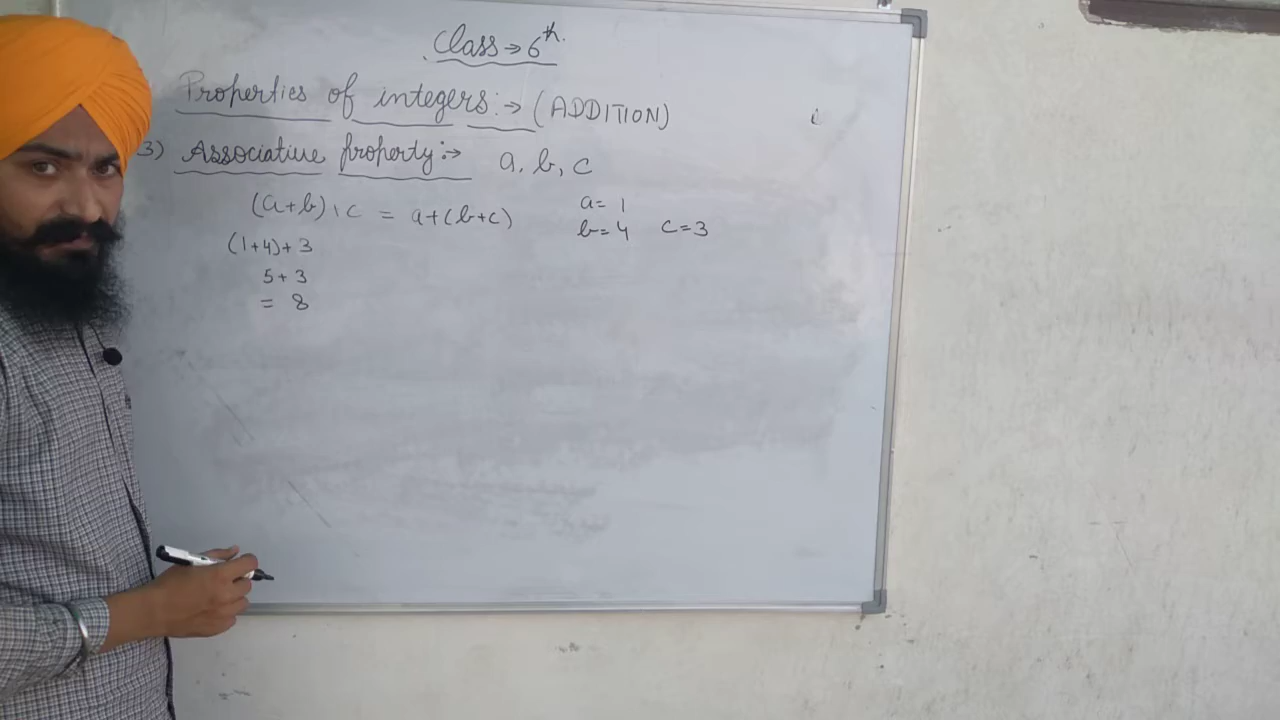 Class → 6th.
Properties of integers :→ (ADDITION)
3) Associative property :→ a, b, c
(a+b)+c = a+(b+c) a= 1
b= 4 c=3
(1+4)+3
5+3
= 8